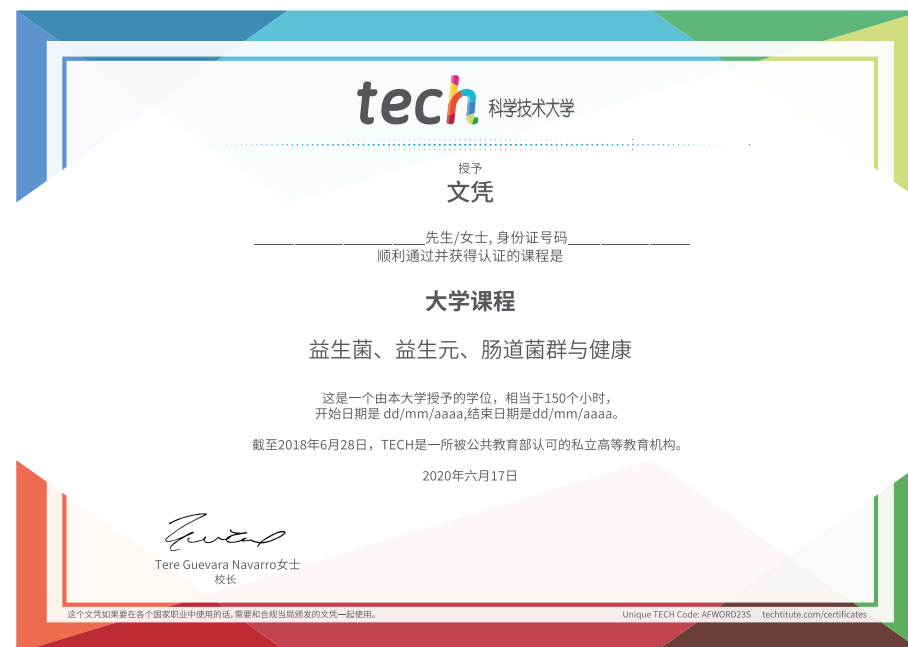 tech 科学技术大学
授予
文凭
____________________先生/女士, 身份证号码_______________
顺利通过并获得认证的课程是
大学课程
益生菌、益生元、肠道菌群与健康
这是一个由本大学授予的学位，相当于150个小时，
开始日期是 dd/mm/aaaa,结束日期是dd/mm/aaaa。
截至2018年6月28日，TECH是一所被公共教育部认可的私立高等教育机构。
2020年六月17日
Tere Guevara Navarro女士
校长
这个文凭如果要在各个国家职业中使用的话,需要和合规当局颁发的文凭一起使用。
Unique TECH Code: AFWORD23S techtitute.com/certificates